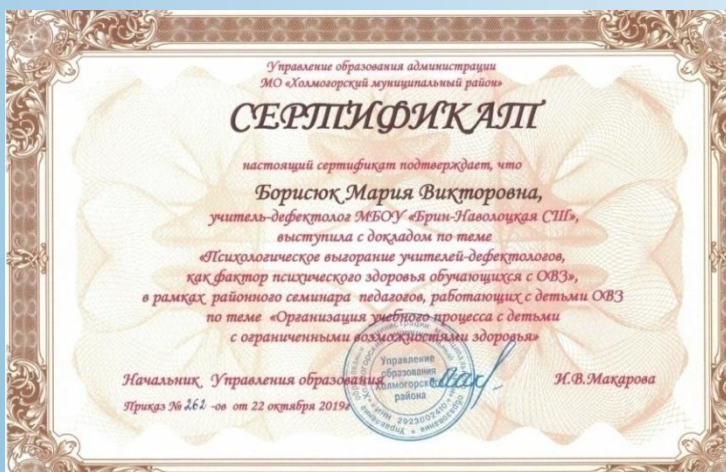 Управление образования администрации
МО «Холмогорский муниципальный район»
СЕРТИФИКАТ
настоящий сертификат подтверждает, что
Борисюк Мария Викторовна,
учитель-дефектолог МБОУ «Брин-Наволоцкая СШ»,
выступила с докладом по теме
«Психологическое выгорание учителей-дефектологов,
как фактор психического здоровья обучающихся с ОВЗ»,
в рамках районного семинара педагогов, работающих с детьми ОВЗ
по теме «Организация учебного процесса с детьми
с ограниченными возможностями здоровья»
Управление
образования
Холмогорского
района
Начальник Управления образования И.В.Макарова
Приказ № 262 -ов от 22 октября 2019г